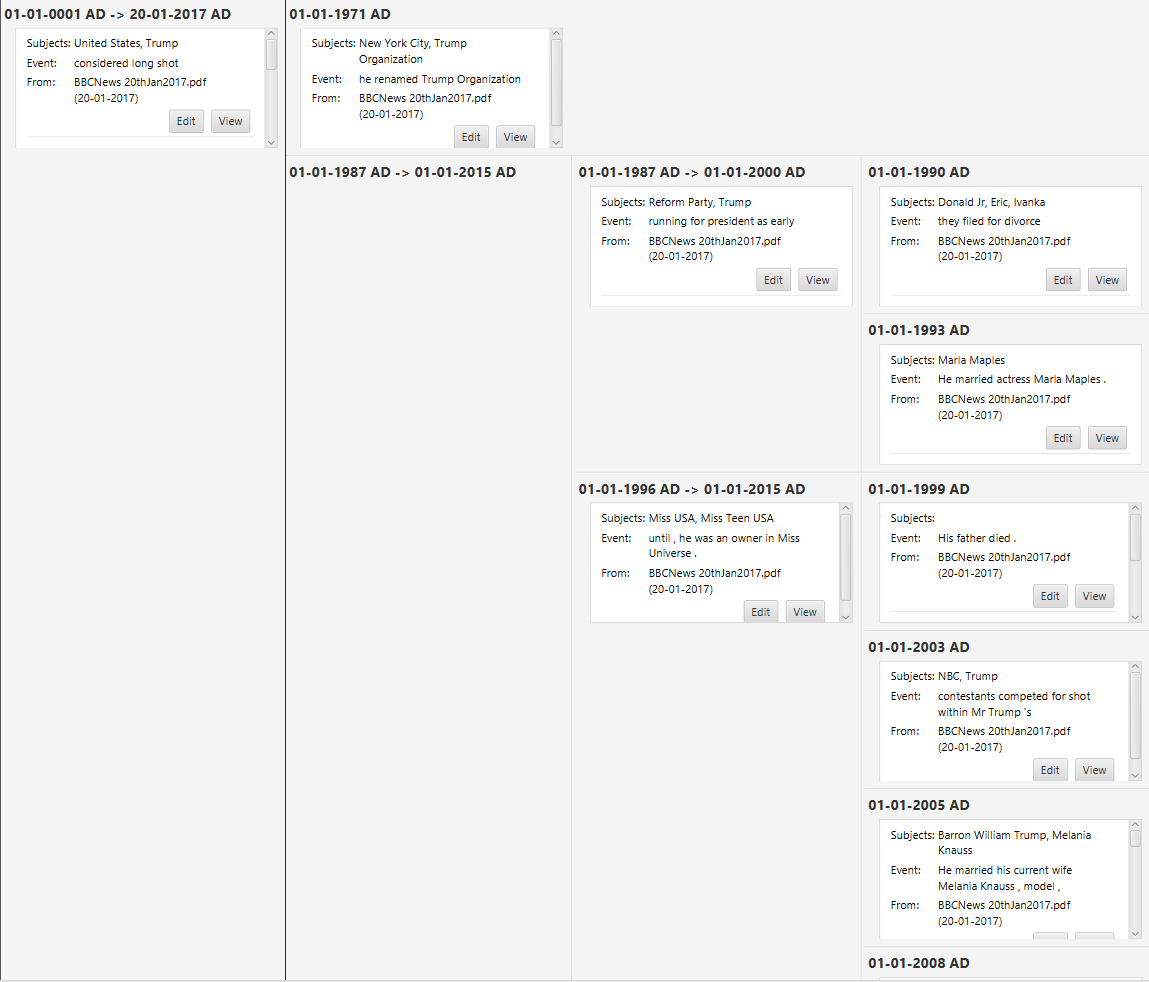 01-01-0001 AD -> 20-01-2017 AD
Subjects: United States, Trump
Event: considered long shot
From: BBCNews 20thJan2017.pdf
(20-01-2017)
Edit View
01-01-1971 AD
Subjects: New York City, Trump
Organization
Event: he renamed Trump Organization
From: BBCNews 20thJan2017.pdf
(20-01-2017)
Edit View
01-01-1987 AD -> 01-01-2015 AD
01-01-1987 AD -> 01-01-2000 AD
Subjects: Reform Party, Trump
Event: running for president as early
From: BBCNews 20thJan2017.pdf
(20-01-2017)
Edit View
01-01-1990 AD
Subjects: Donald Jr, Eric, Ivanka
Event: they filed for divorce
From: BBCNews 20thJan2017.pdf
(20-01-2017)
Edit View
01-01-1993 AD
Subjects: Marla Maples
Event: He married actress Marla Maples .
From: BBCNews 20thJan2017.pdf
(20-01-2017)
Edit View
01-01-1996 AD -> 01-01-2015 AD
Subjects: Miss USA, Miss Teen USA
Event: until , he was an owner in Miss
Universe .
From: BBCNews 20thJan2017.pdf
(20-01-2017)
Edit View
01-01-1999 AD
Subjects:
Event: His father died .
From: BBCNews 20thJan2017.pdf
(20-01-2017)
Edit View
01-01-2003 AD
Subjects: NBC, Trump
Event: contestants competed for shot
within Mr Trump 's
From: BBCNews 20thJan2017.pdf
(20-01-2017)
Edit View
01-01-2005 AD
Subjects: Barron William Trump, Melania
Knauss
Event: He married his current wife
Melania Knauss , model ,
From: BBCNews 20thJan2017.pdf
(20-01-2017)
01-01-2008 AD